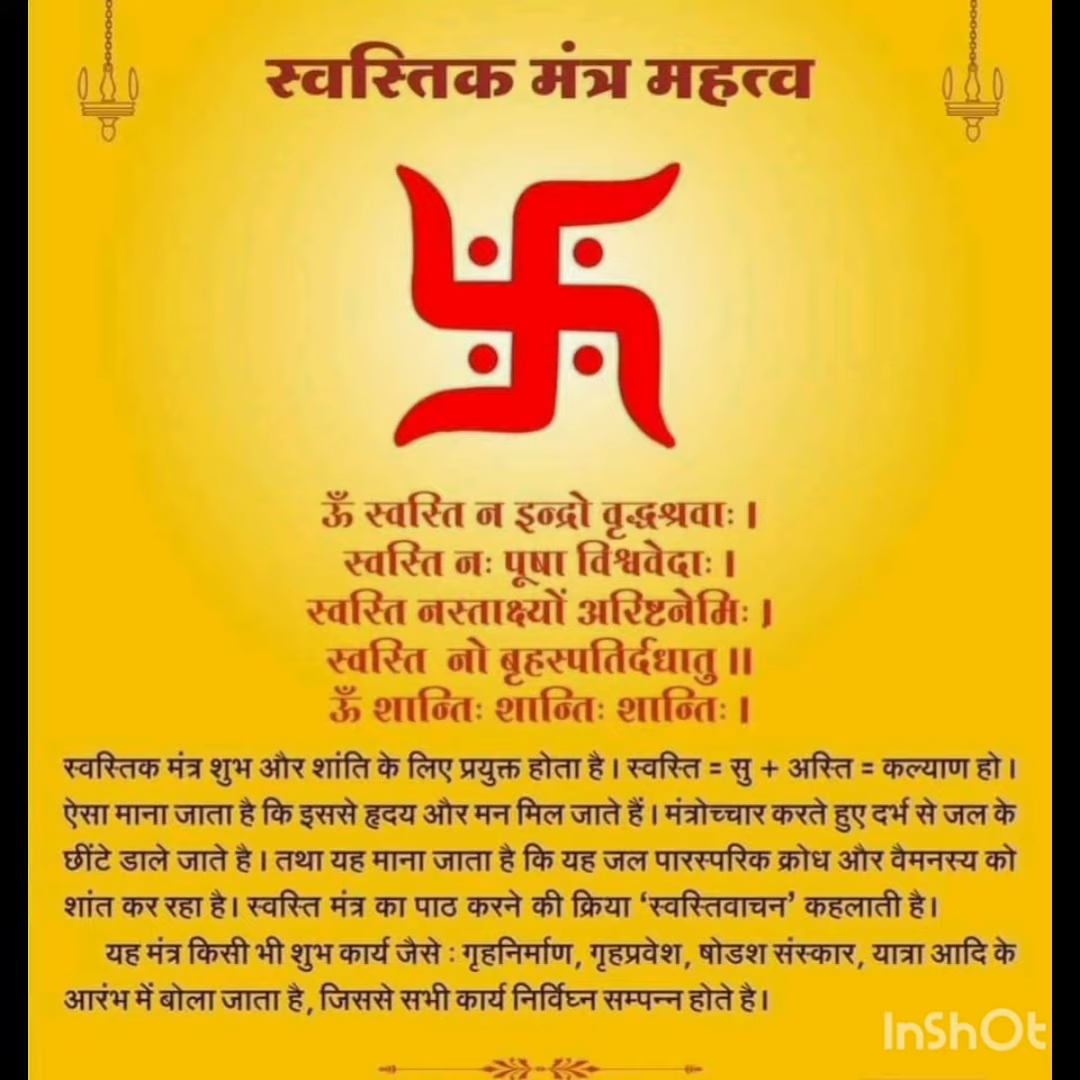 स्वस्तिक मंत्र महत्व
ॐ स्वस्ति न इन्द्रो वृद्धश्रवाः ।
स्वस्ति नः पूषा विश्ववेदाः ।
स्वस्ति नस्तार्क्ष्यो अरिष्टनेमिः ।
स्वस्ति नो बृहस्पतिर्दधातु ॥
ॐ शान्तिः शान्तिः शान्तिः ।
स्वस्तिक मंत्र शुभ और शांति के लिए प्रयुक्त होता है । स्वस्ति = सु + अस्ति = कल्याण हो ।
ऐसा माना जाता है कि इससे हृदय और मन मिल जाते हैं । मंत्रोच्चार करते हुए दर्भ से जल के
छींटे डाले जाते है । तथा यह माना जाता है कि यह जल पारस्परिक क्रोध और वैमनस्य को
शांत कर रहा है। स्वस्ति मंत्र का पाठ करने की क्रिया ‘स्वस्तिवाचन’ कहलाती है।
यह मंत्र किसी भी शुभ कार्य जैसे : गृहनिर्माण, गृहप्रवेश, षोडश संस्कार, यात्रा आदि के
आरंभ में बोला जाता है, जिससे सभी कार्य निर्विघ्न सम्पन्न होते है।
InShOt